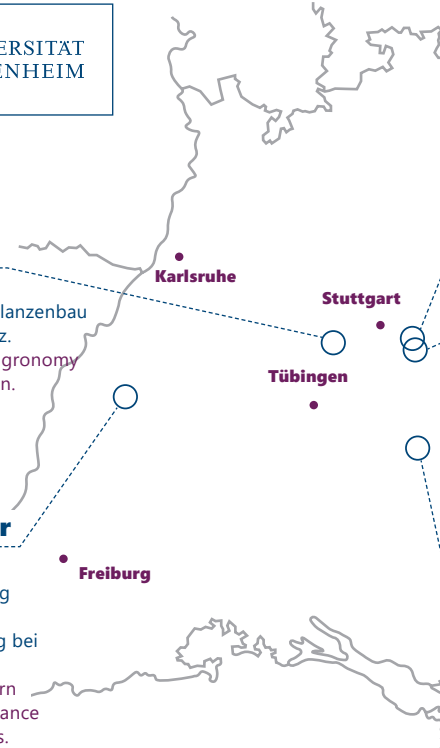 ERSITÄT
ENHEIM
Karlsruhe
Stuttgart
lanzenbau
z.
gronomy
n.
Tübingen
r
Freiburg
g
g bei
rn
ance
s.